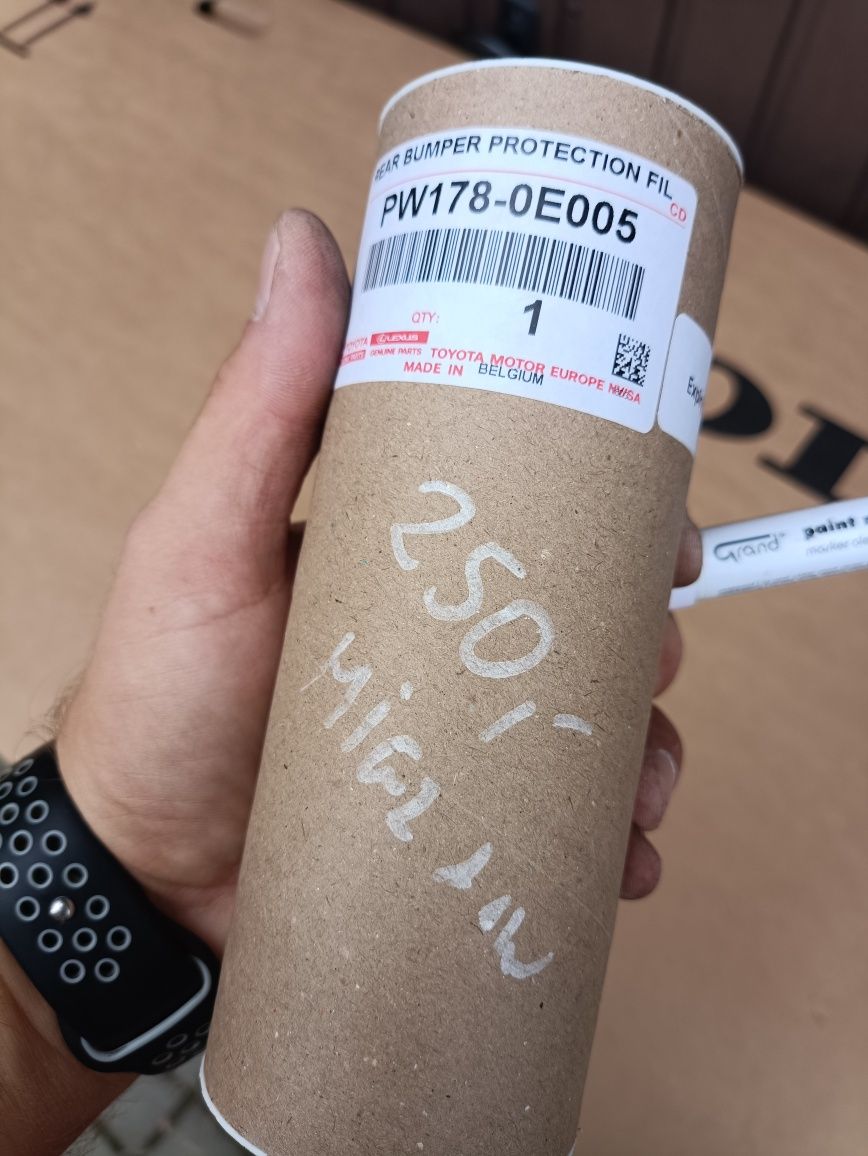 REAR BUMPER PROTECTION FIL
CD
PW178-0E005
QTY: 1
TOYOTA LEXUS
GENUINE PARTS TOYOTA MOTOR EUROPE NV/SA
MADE IN BELGIUM
Grand
paint
250,-